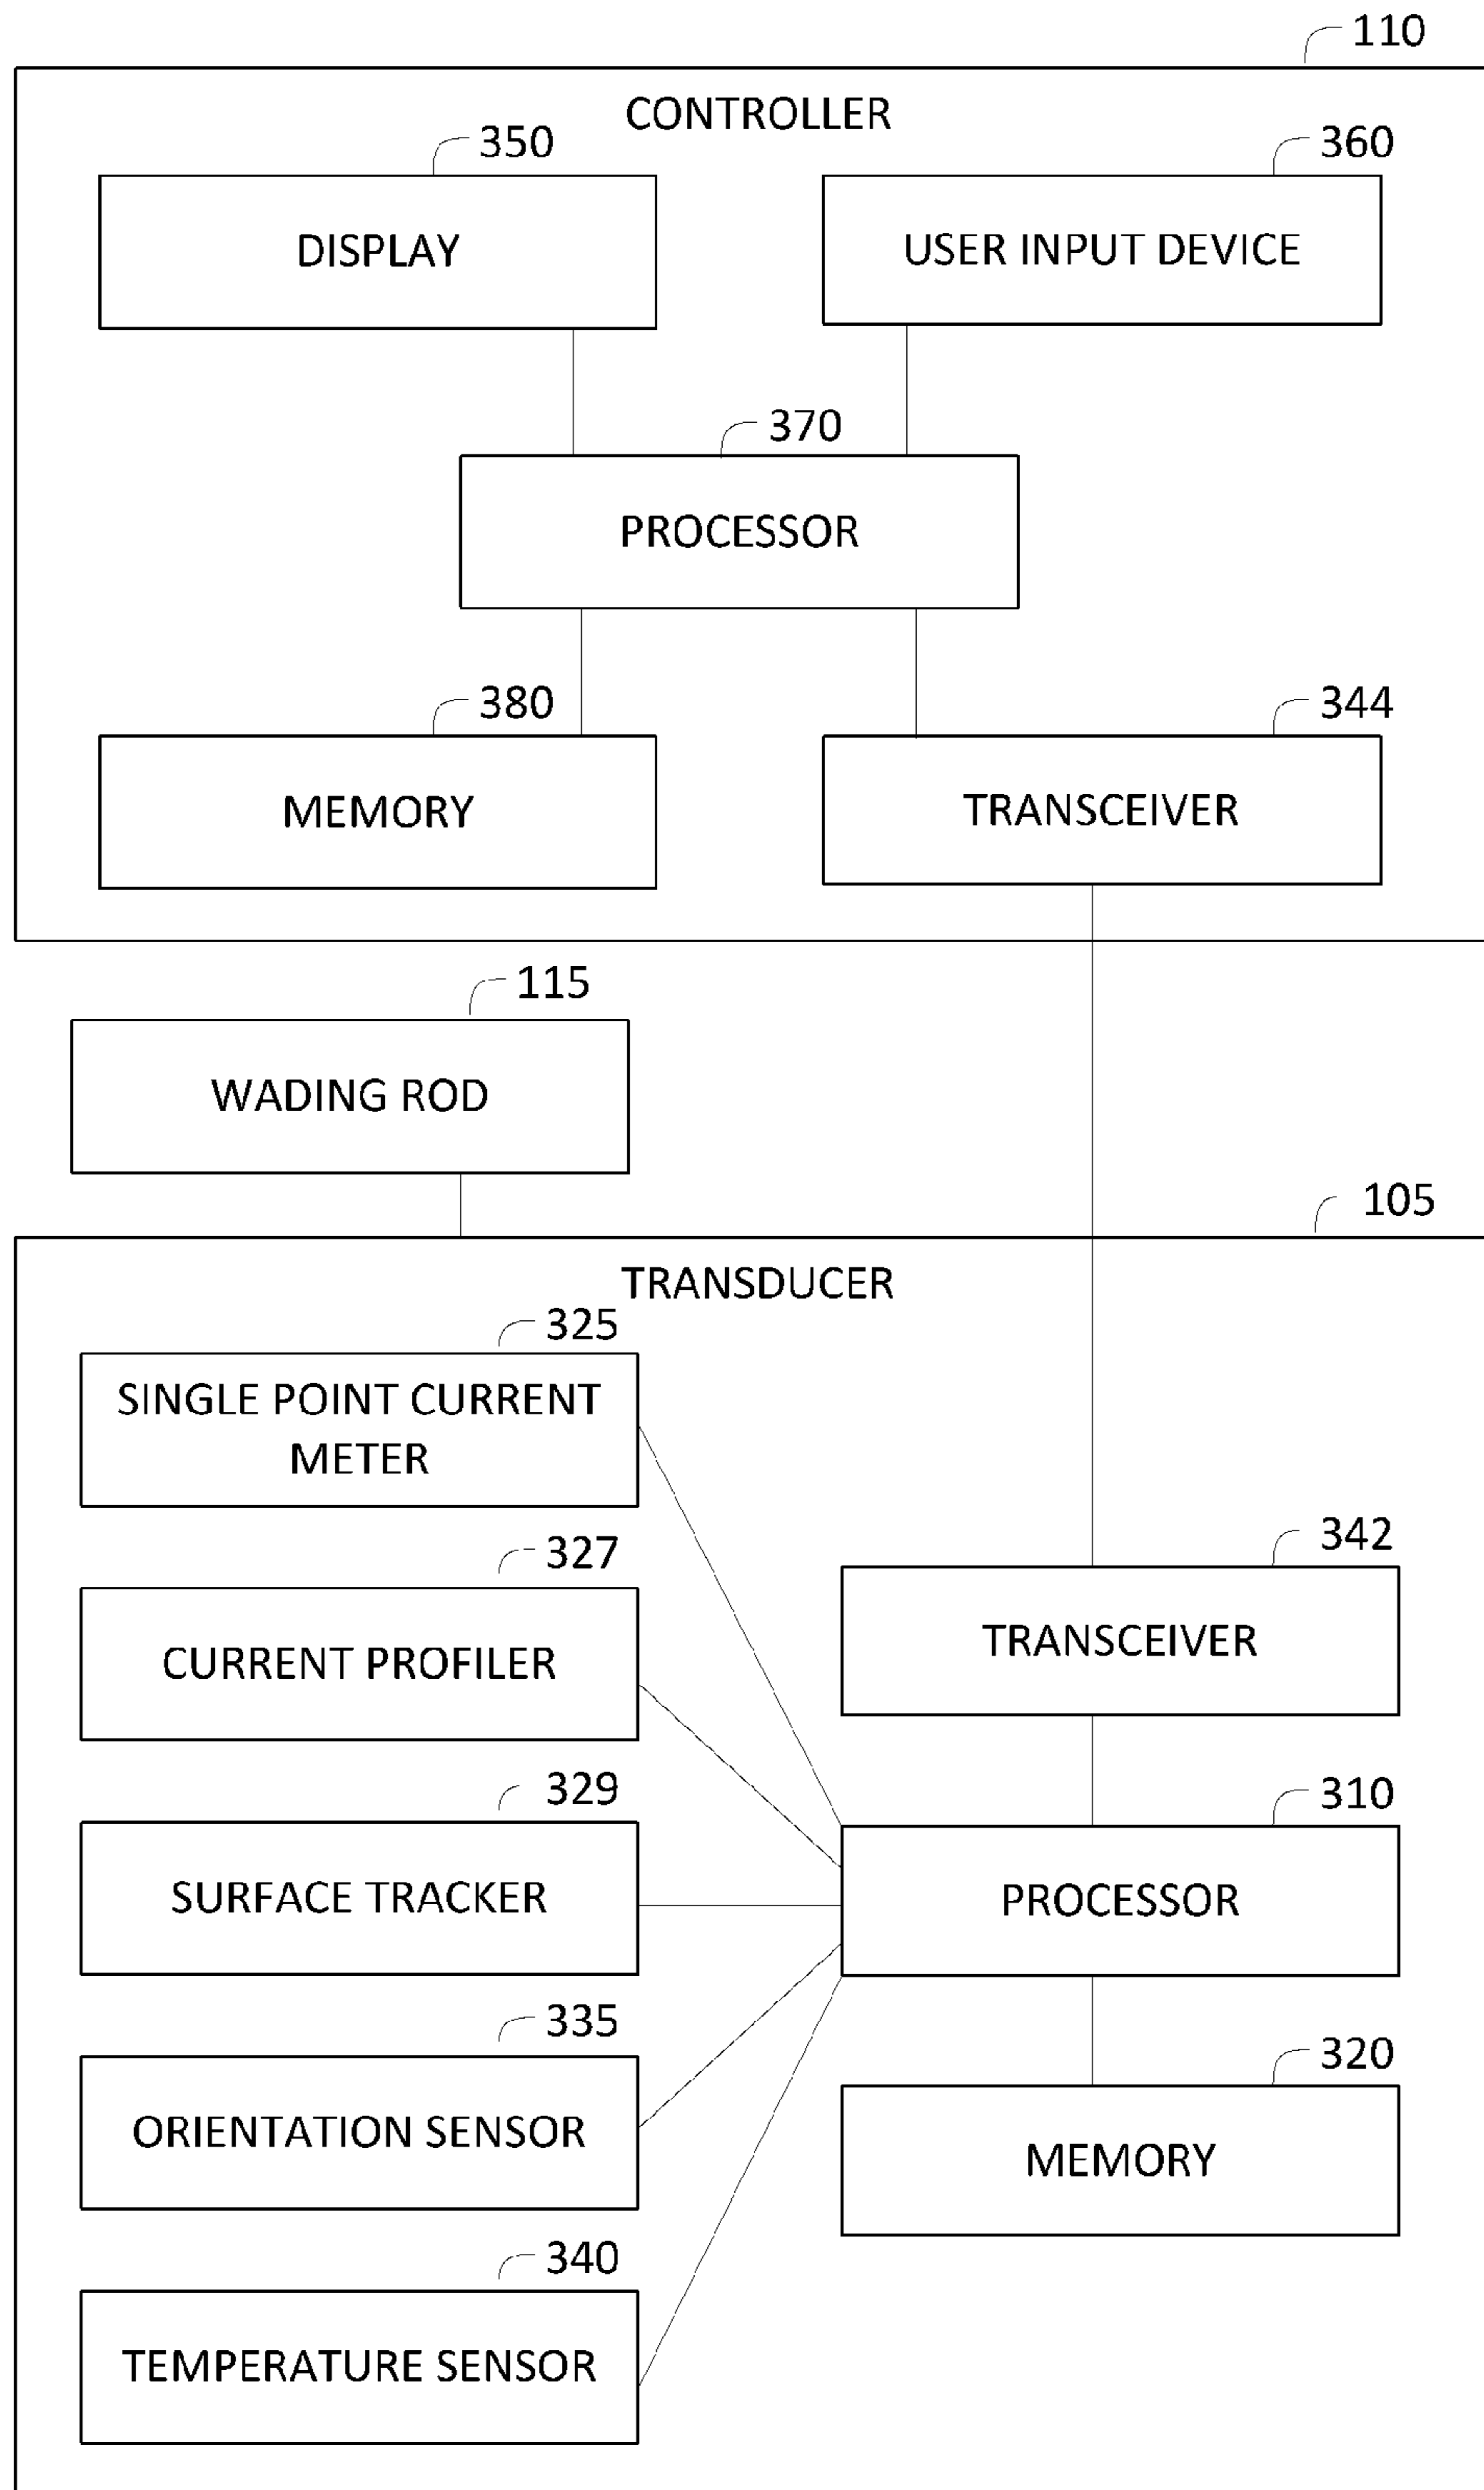 110
CONTROLLER
350
360
DISPLAY
USER INPUT DEVICE
370
PROCESSOR
380
344
MEMORY
TRANSCEIVER
115
WADING ROD
105
TRANSDUCER
325
SINGLE POINT CURRENT
METER
327
342
CURRENT PROFILER
TRANSCEIVER
329
310
SURFACE TRACKER
PROCESSOR
335
320
ORIENTATION SENSOR
MEMORY
340
TEMPERATURE SENSOR